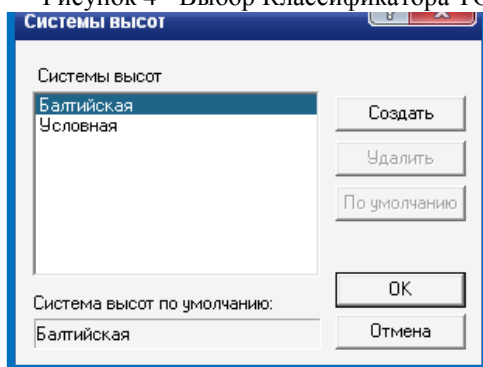 Рисунок 4 - Выбор Классификатора
Системы высот
Системы высот
Балтийская
Условная
Создать
Удалить
По умолчанию
Система высот по умолчанию:
Балтийская
OK
Отмена